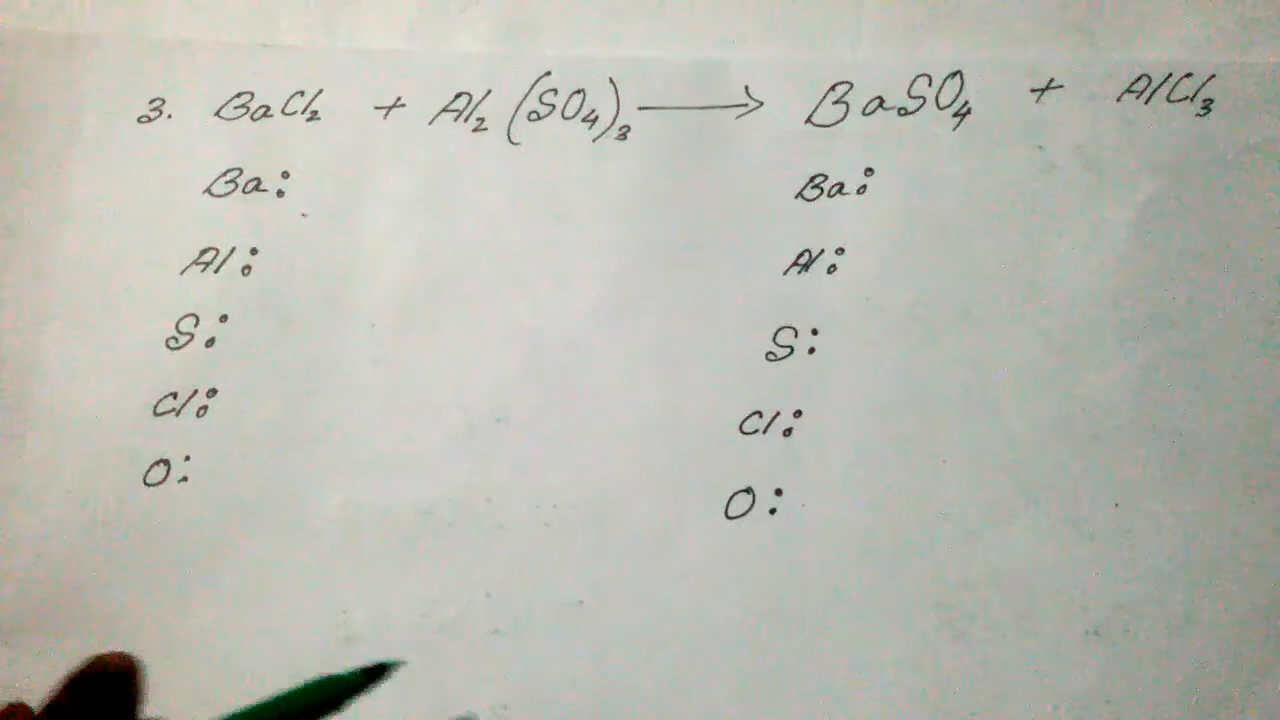 3. BaCl₂ + Al₂(SO₄)₃ ⟶ BaSO₄ + AlCl₃
Ba: Ba:
Al: Al:
S: S:
Cl: Cl:
O: O: